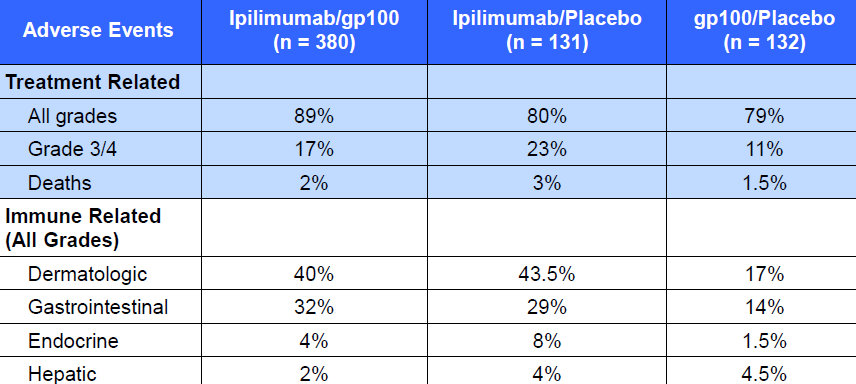 Adverse Events Ipilimumab/gp100 (n = 380) Ipilimumab/Placebo (n = 131) gp100/Placebo (n = 132)
Treatment Related
All grades 89% 80% 79%
Grade 3/4 17% 23% 11%
Deaths 2% 3% 1.5%
Immune Related
(All Grades)
Dermatologic 40% 43.5% 17%
Gastrointestinal 32% 29% 14%
Endocrine 4% 8% 1.5%
Hepatic 2% 4% 4.5%